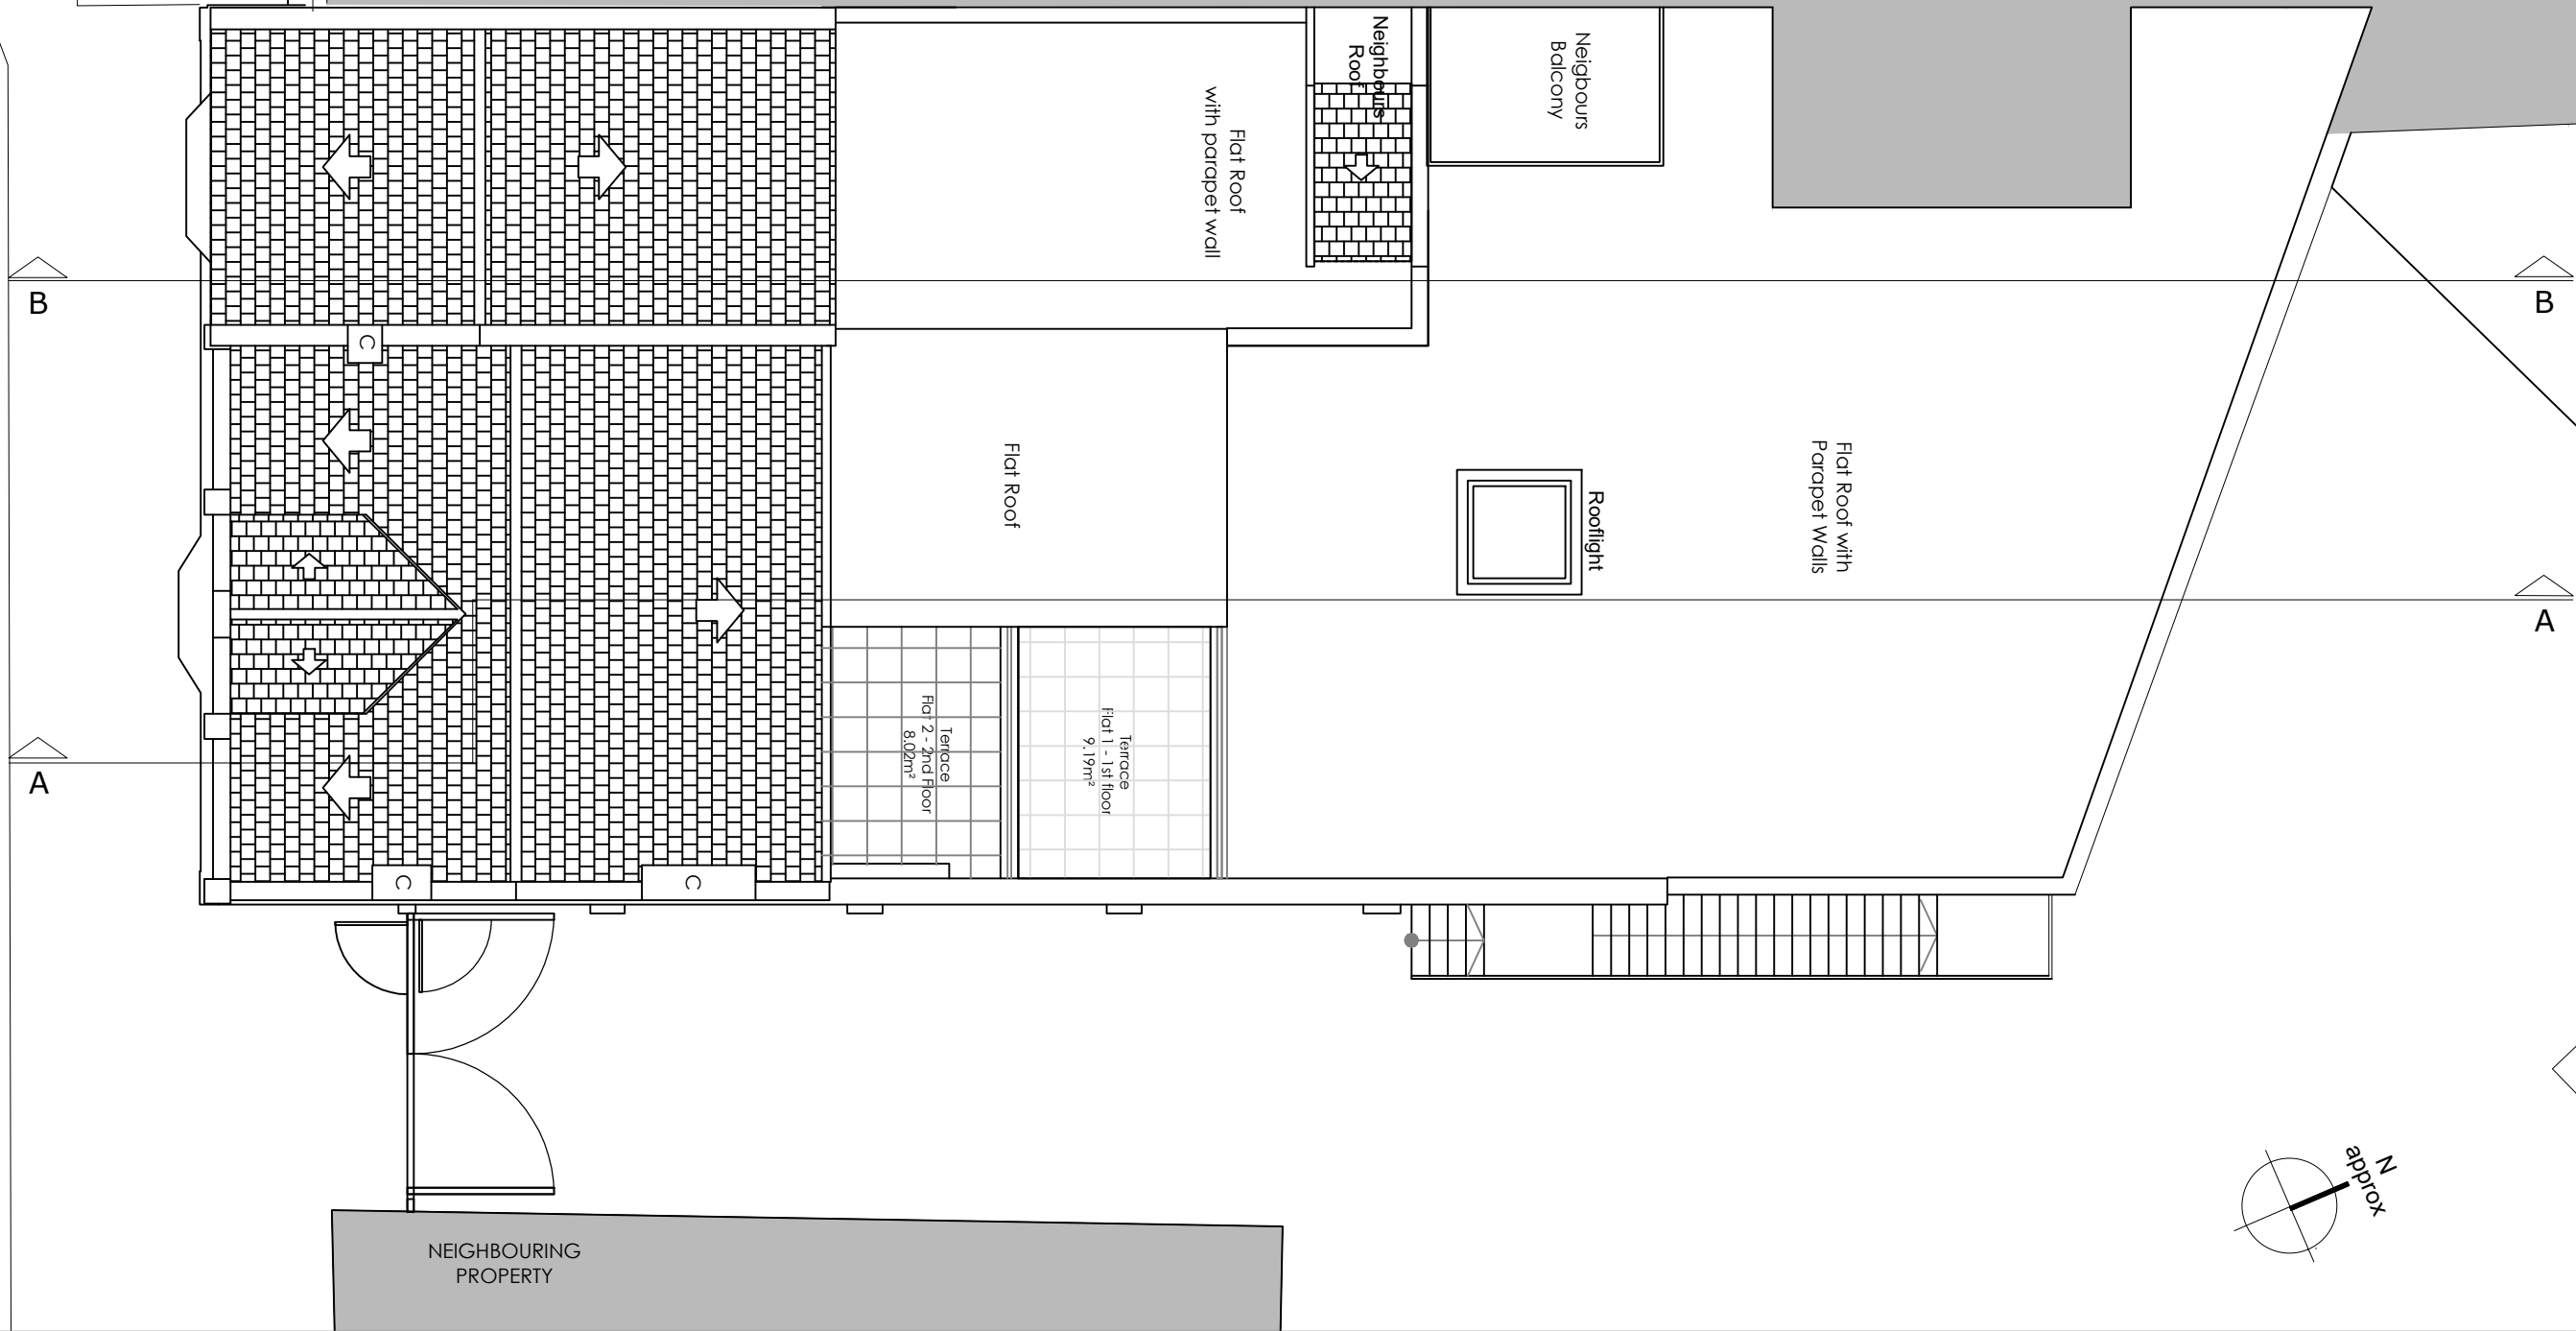 Neighbours
Roof
Neigbours
Balcony
Flat Roof
with parapet wall
B
B
C
Flat Roof
Rooflight
Flat Roof with
Parapet Walls
A
A
Terrace
Flat 2 - 2nd Floor
8.02m²
Terrace
Flat 1 - 1st floor
9.19m²
C
C
N
approx
NEIGHBOURING
PROPERTY